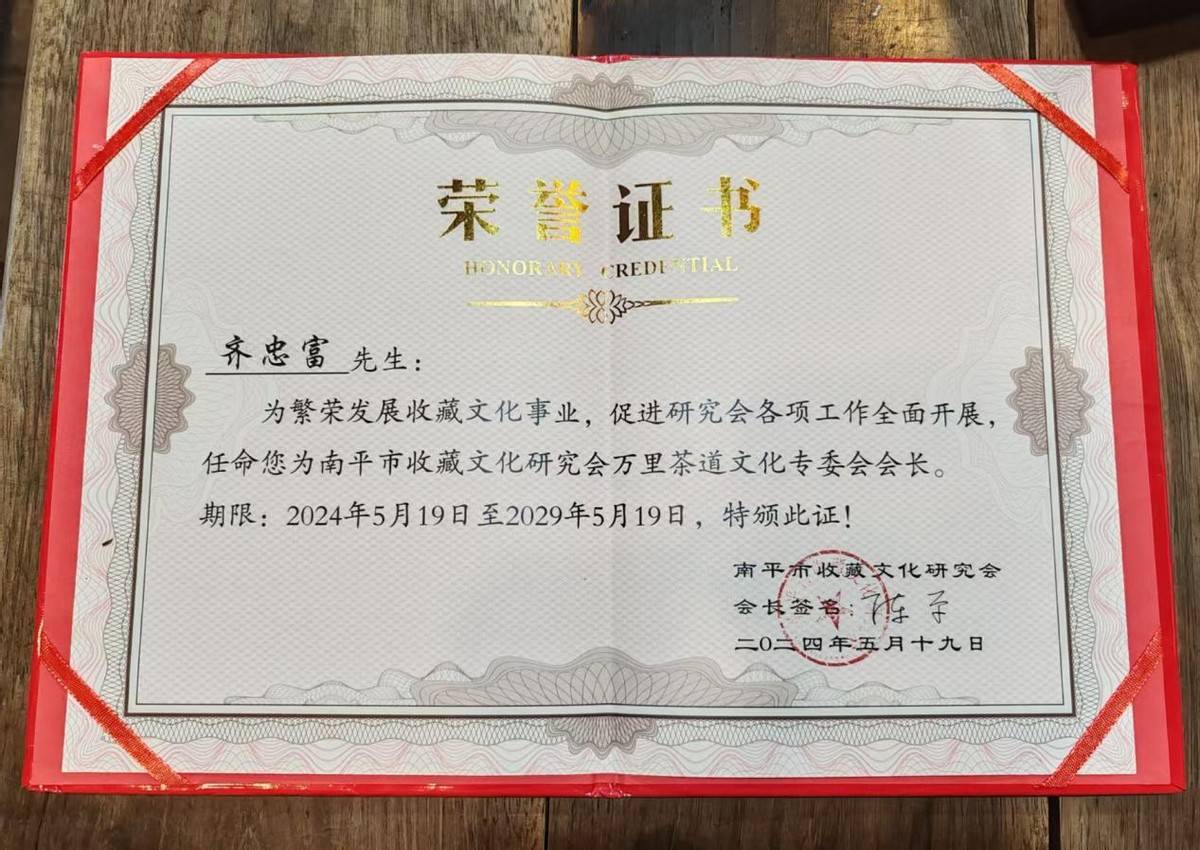 荣誉证书
HONORARY CREDENTIAL
齐忠富先生：
为繁荣发展收藏文化事业，促进研究会各项工作全面开展，
任命您为南平市收藏文化研究会万里茶道文化专委会会长。
期限：2024年5月19日至2029年5月19日，特颁此证！
南平市收藏文化研究会
会长签名：
二〇二四年五月十九日